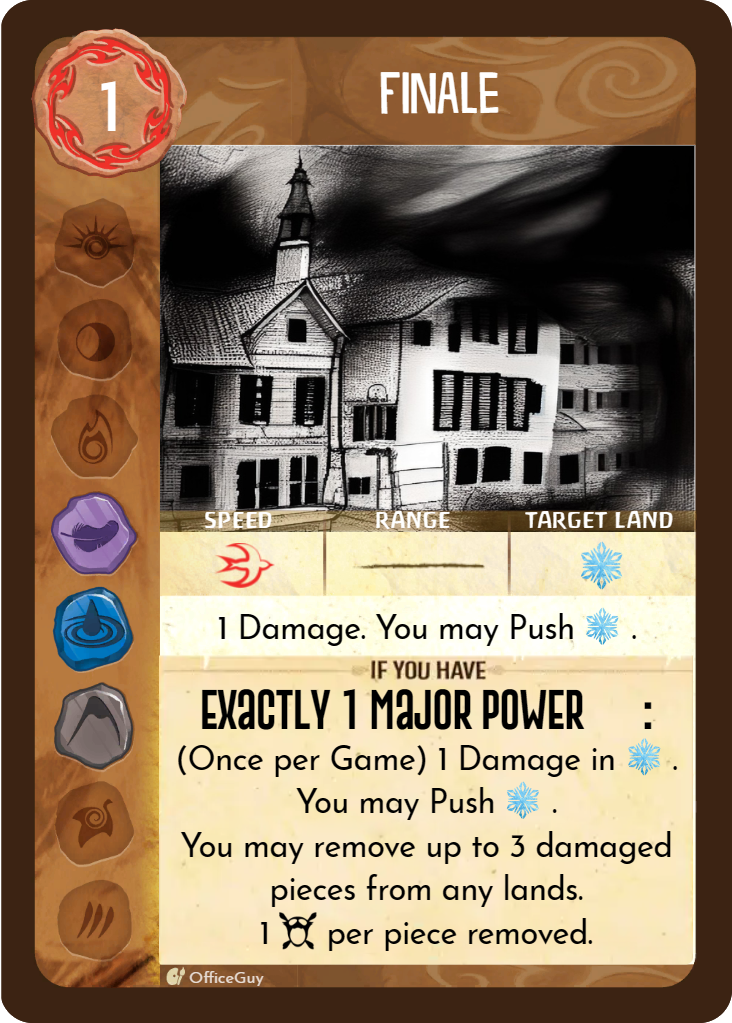 1
FINALE
SPEED RANGE TARGET LAND
1 Damage. You may Push .
IF YOU HAVE
EXACTLY 1 MAJOR POWER :
(Once per Game) 1 Damage in .
You may Push .
You may remove up to 3 damaged
pieces from any lands.
1 per piece removed.
OfficeGuy